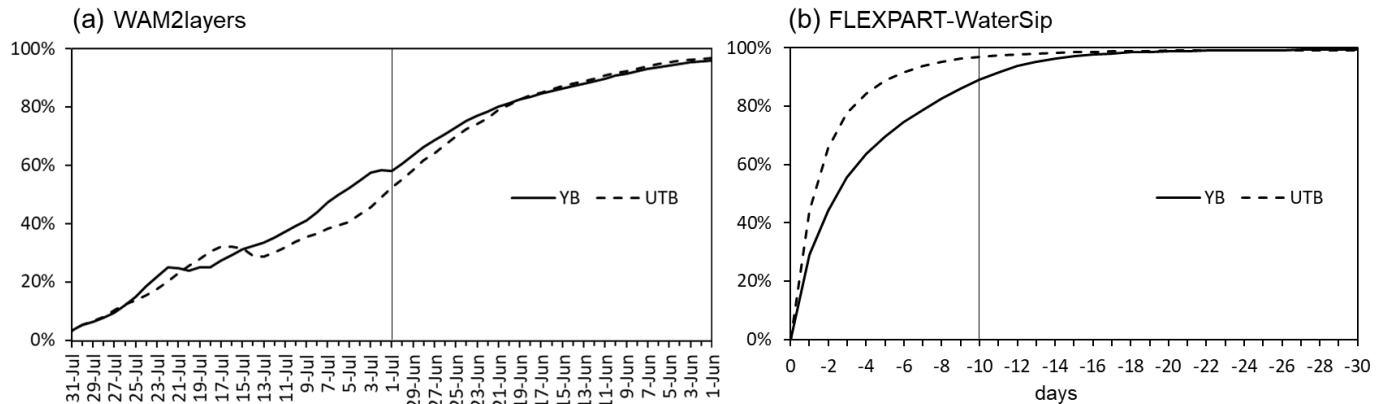 (a) WAM2layers
100%
80%
60%
40%
20%
0%
YB
UTB
31-Jul
29-Jul
27-Jul
25-Jul
23-Jul
21-Jul
19-Jul
17-Jul
15-Jul
13-Jul
11-Jul
9-Jul
7-Jul
5-Jul
3-Jul
1-Jul
29-Jun
27-Jun
25-Jun
23-Jun
21-Jun
19-Jun
17-Jun
15-Jun
13-Jun
11-Jun
9-Jun
7-Jun
5-Jun
3-Jun
1-Jun
(b) FLEXPART-WaterSip
100%
80%
60%
40%
20%
0%
YB
UTB
0 -2 -4 -6 -8 -10 -12 -14 -16 -18 -20 -22 -24 -26 -28 -30
days